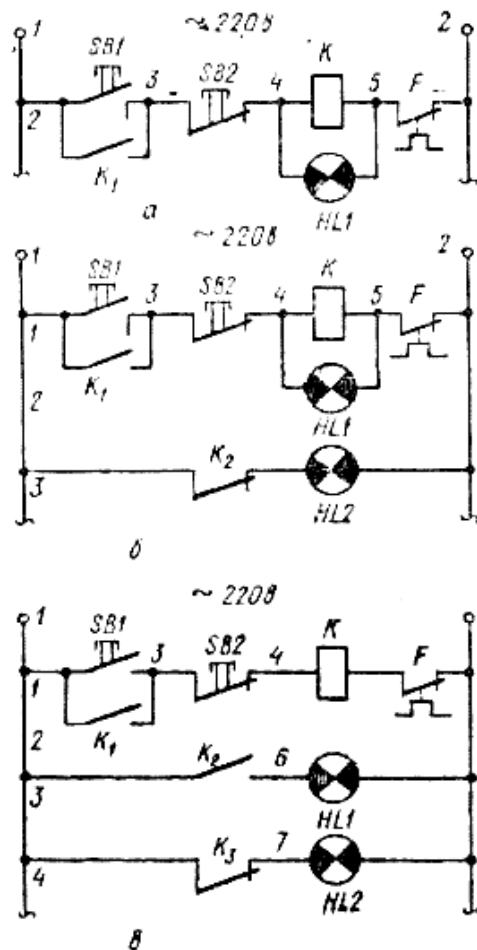 1 ~220в 2
SB1 3 SB2 4 K 5 F
2
K1
HL1
а
~220в
1 2
SB1 3 SB2 4 K 5 F
1
K1
2
HL1
K2
3
HL2
б
~220в
1
SB1 3 SB2 4 K F
1
K1
2
K2 6
3
HL1
K3 7
4
HL2
в